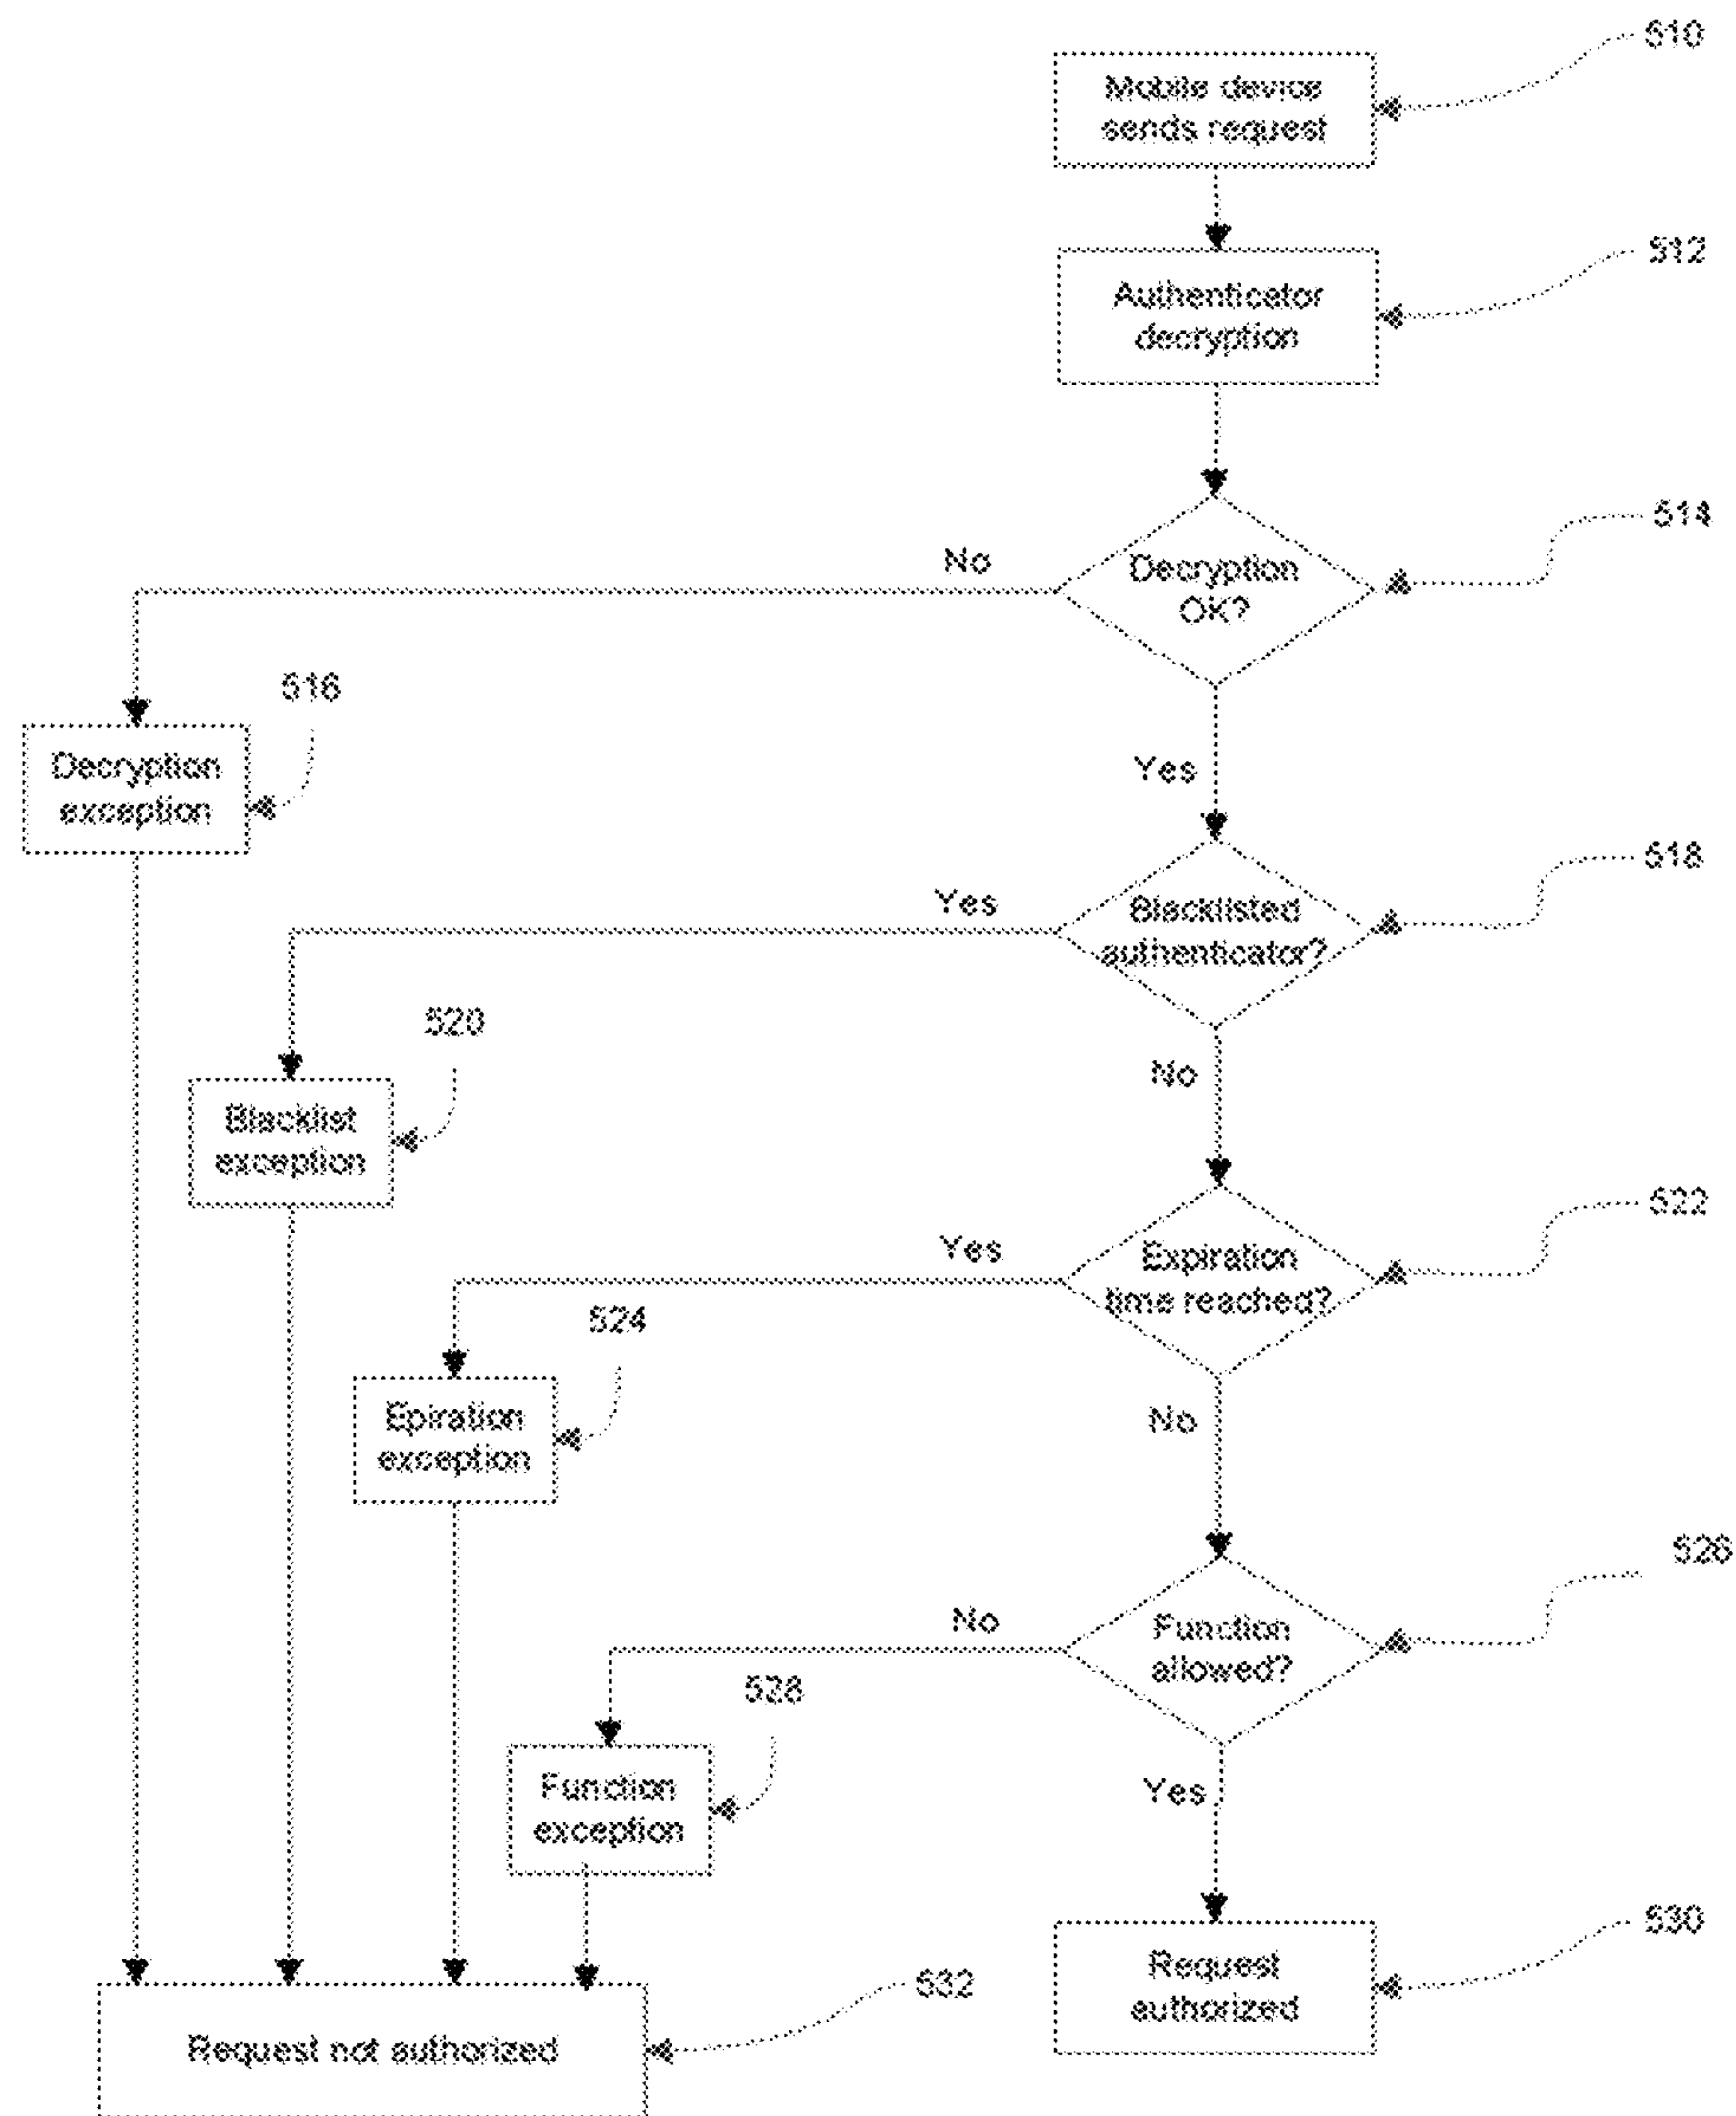 510
Mobile device
sends request
512
Authenticator
decryption
514
Decryption
OK?
No
516
Decryption
exception
Yes
518
Blacklisted
authenticator?
Yes
520
Blacklist
exception
No
522
Expiration
time reached?
Yes
524
Epiration
exception
No
526
Function
allowed?
No
528
Function
exception
Yes
530
Request
authorized
532
Request not authorized